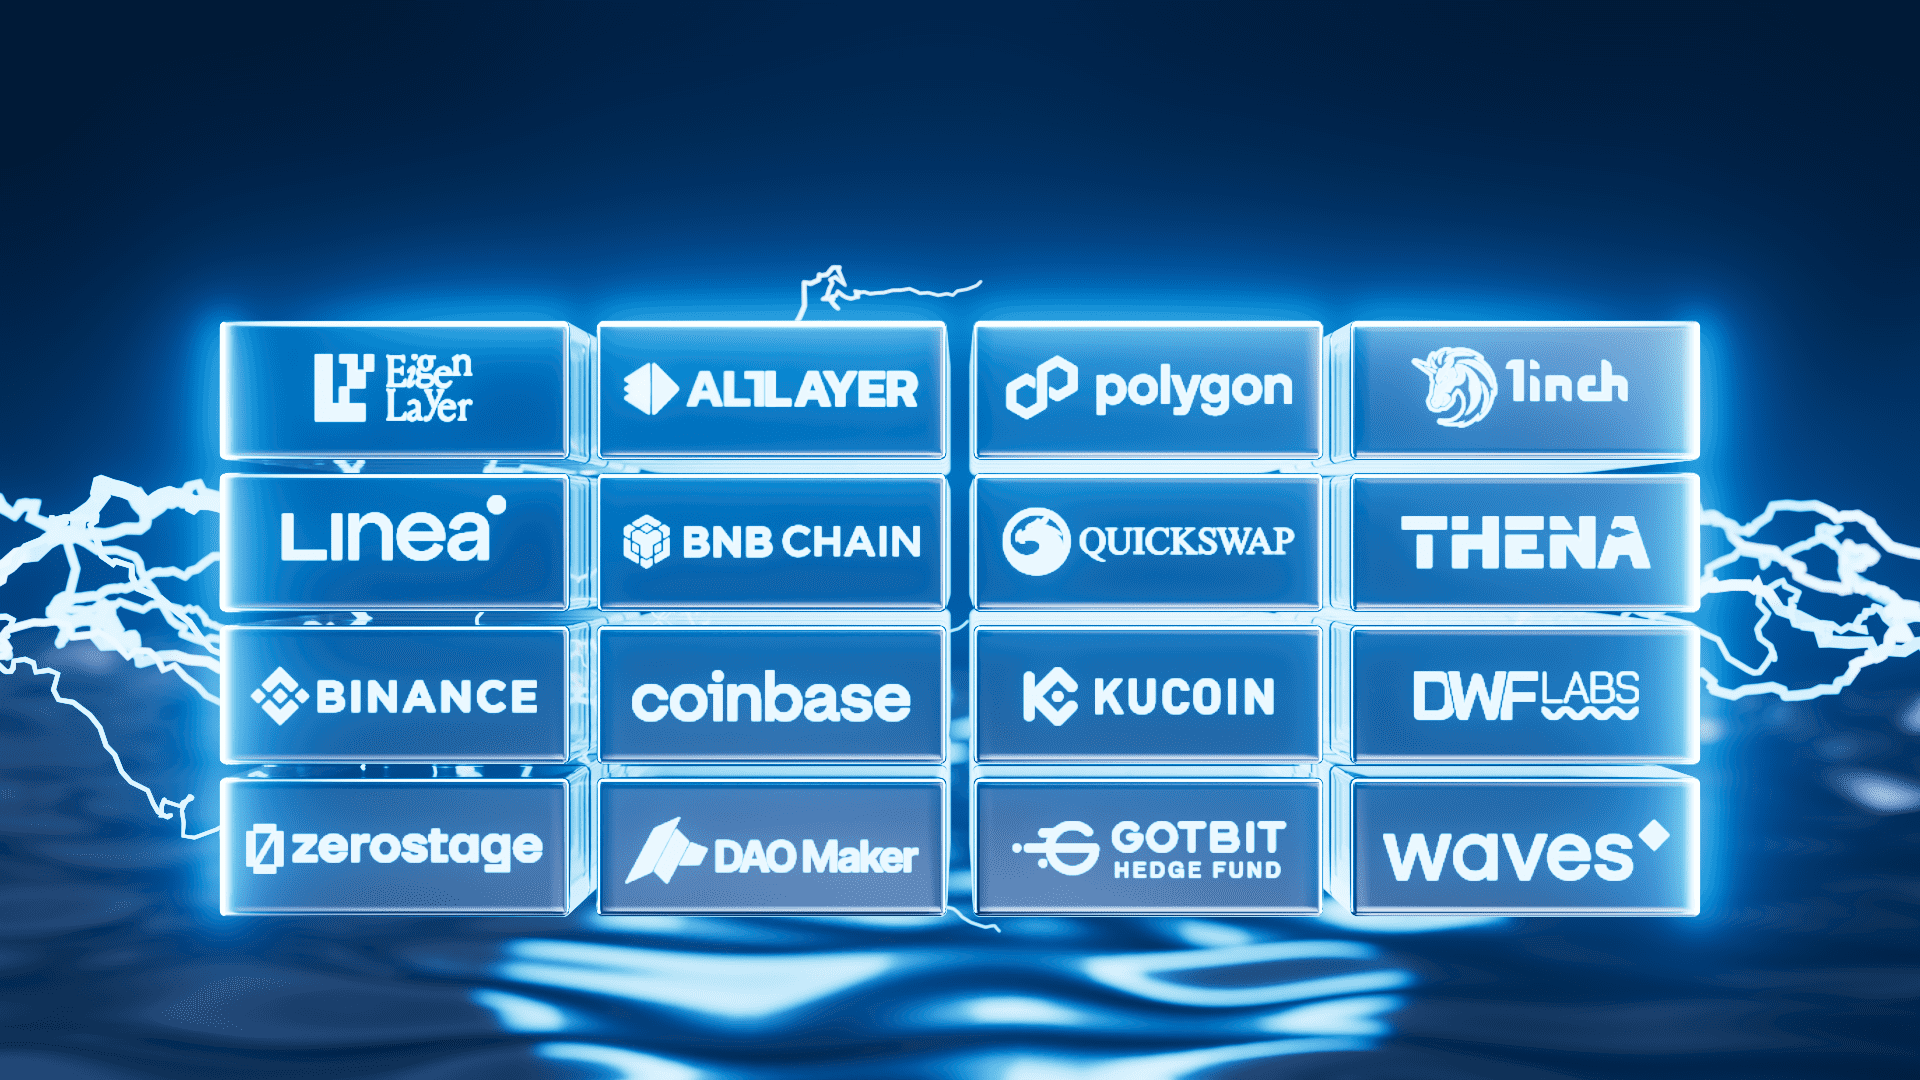 Eigen
Layer
ALTLAYER
polygon
1inch
Linea
BNB CHAIN
QUICKSWAP
THENA
BINANCE
coinbase
KUCOIN
DWF LABS
zerostage
DAO Maker
GOTBIT
HEDGE FUND
waves